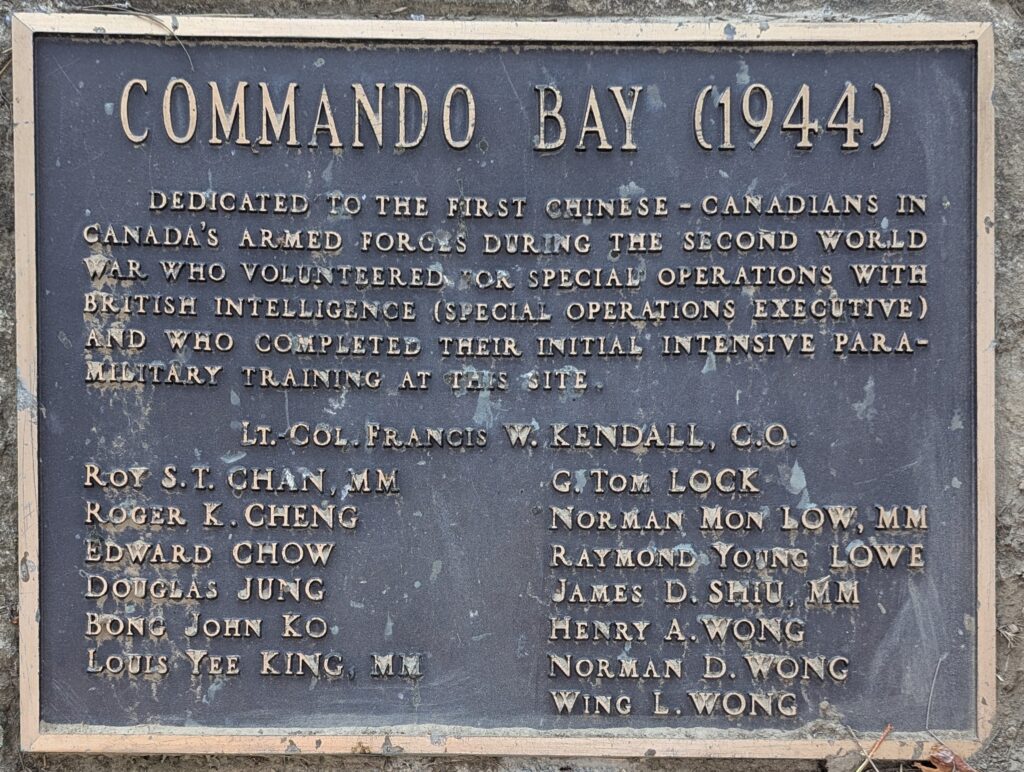 COMMANDO BAY (1944)
DEDICATED TO THE FIRST CHINESE - CANADIANS IN
CANADA'S ARMED FORCES DURING THE SECOND WORLD
WAR WHO VOLUNTEERED FOR SPECIAL OPERATIONS WITH
BRITISH INTELLIGENCE (SPECIAL OPERATIONS EXECUTIVE)
AND WHO COMPLETED THEIR INITIAL INTENSIVE PARA-
MILITARY TRAINING AT THIS SITE.
LT.-COL. FRANCIS W. KENDALL, C.O.
ROY S.T. CHAN, MM
ROGER K. CHENG
EDWARD CHOW
DOUGLAS JUNG
BONG JOHN KO
LOUIS YEE KING, MM
G. TOM LOCK
NORMAN MON LOW, MM
RAYMOND YOUNG LOWE
JAMES D. SHIU, MM
HENRY A. WONG
NORMAN D. WONG
WING L. WONG